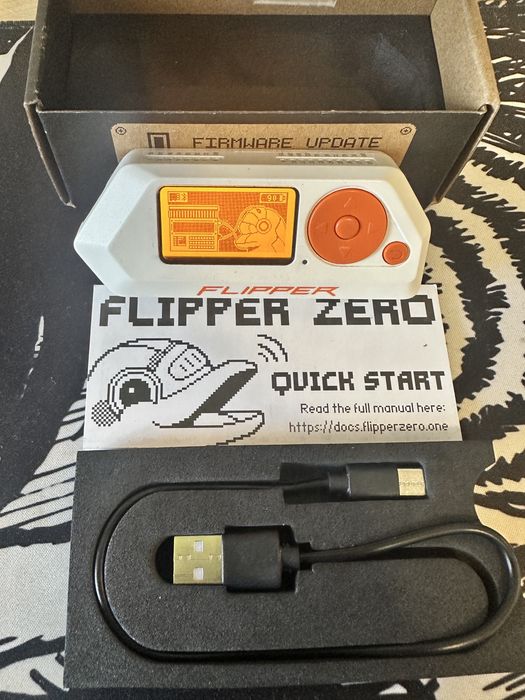 FIRMWARE UPDATE
FLIPPER
FLIPPER ZERO
QUICK START
Read the full manual here:
https://docs.flipperzero.one